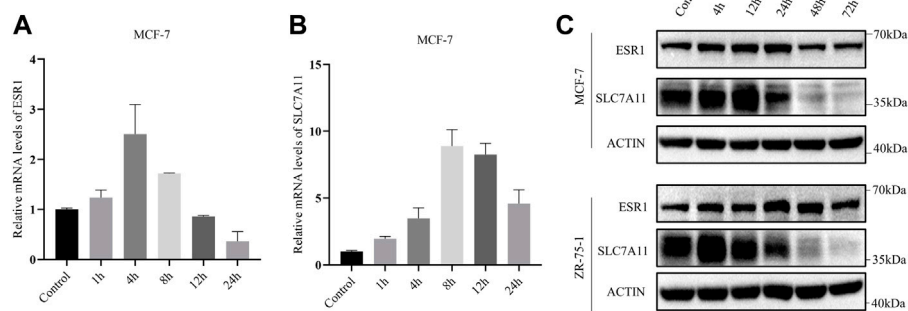 A
MCF-7
Relative mRNA levels of ESR1
4
3
2
1
0
Control
1h
4h
8h
12h
24h
B
MCF-7
Relative mRNA levels of SLC7A11
15
10
5
0
Control
1h
4h
8h
12h
24h
C
4h
12h
24h
48h
72h
MCF-7
ESR1
70kDa
SLC7A11
35kDa
ACTIN
40kDa
ZR-75-1
ESR1
70kDa
SLC7A11
35kDa
ACTIN
40kDa